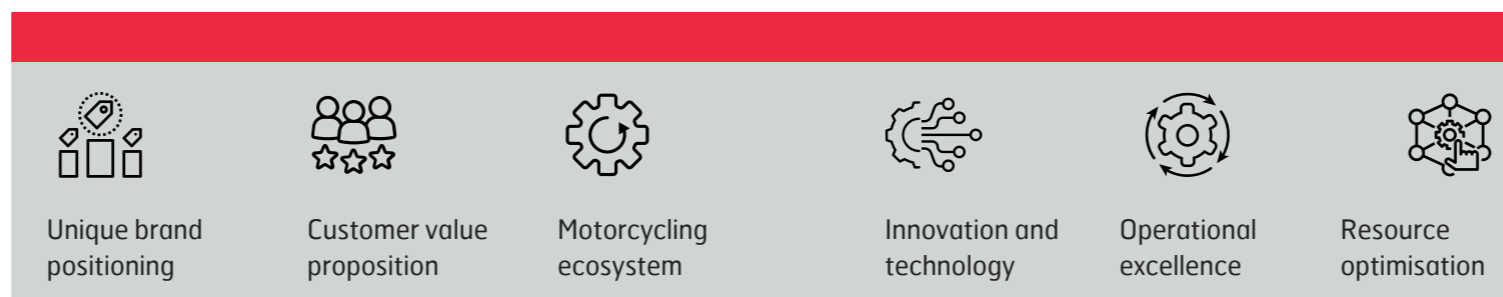 Unique brand
positioning
Customer value
proposition
Motorcycling
ecosystem
Innovation and
technology
Operational
excellence
Resource
optimisation